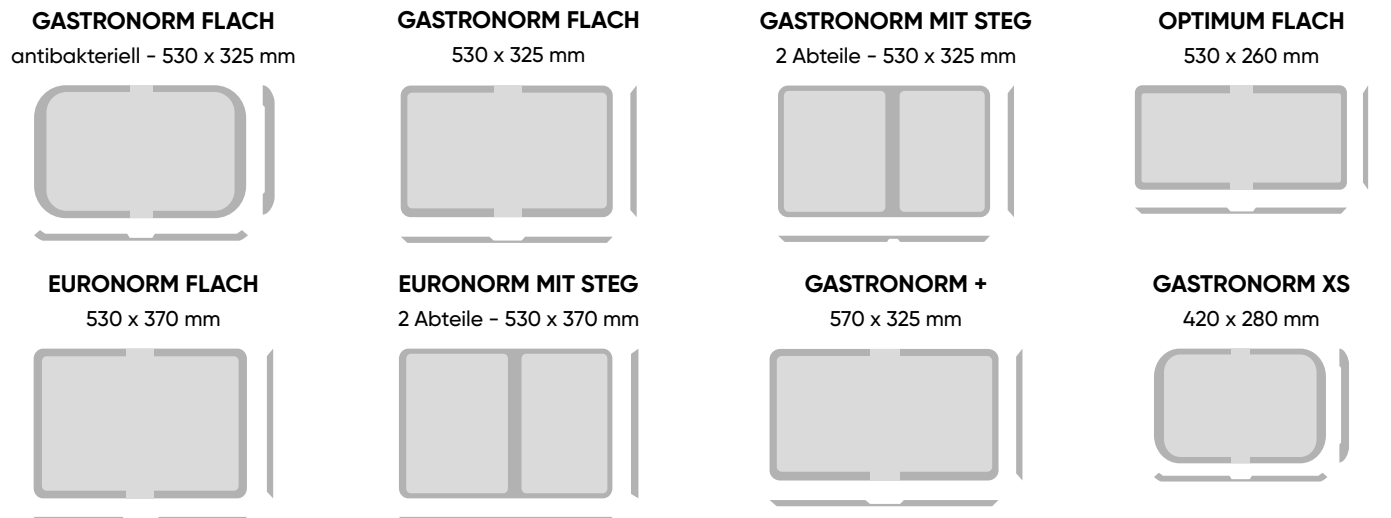 GASTRONORM FLACH
antibakteriell - 530 x 325 mm
GASTRONORM FLACH
530 x 325 mm
GASTRONORM MIT STEG
2 Abteile - 530 x 325 mm
OPTIMUM FLACH
530 x 260 mm
EURONORM FLACH
530 x 370 mm
EURONORM MIT STEG
2 Abteile - 530 x 370 mm
GASTRONORM +
570 x 325 mm
GASTRONORM XS
420 x 280 mm